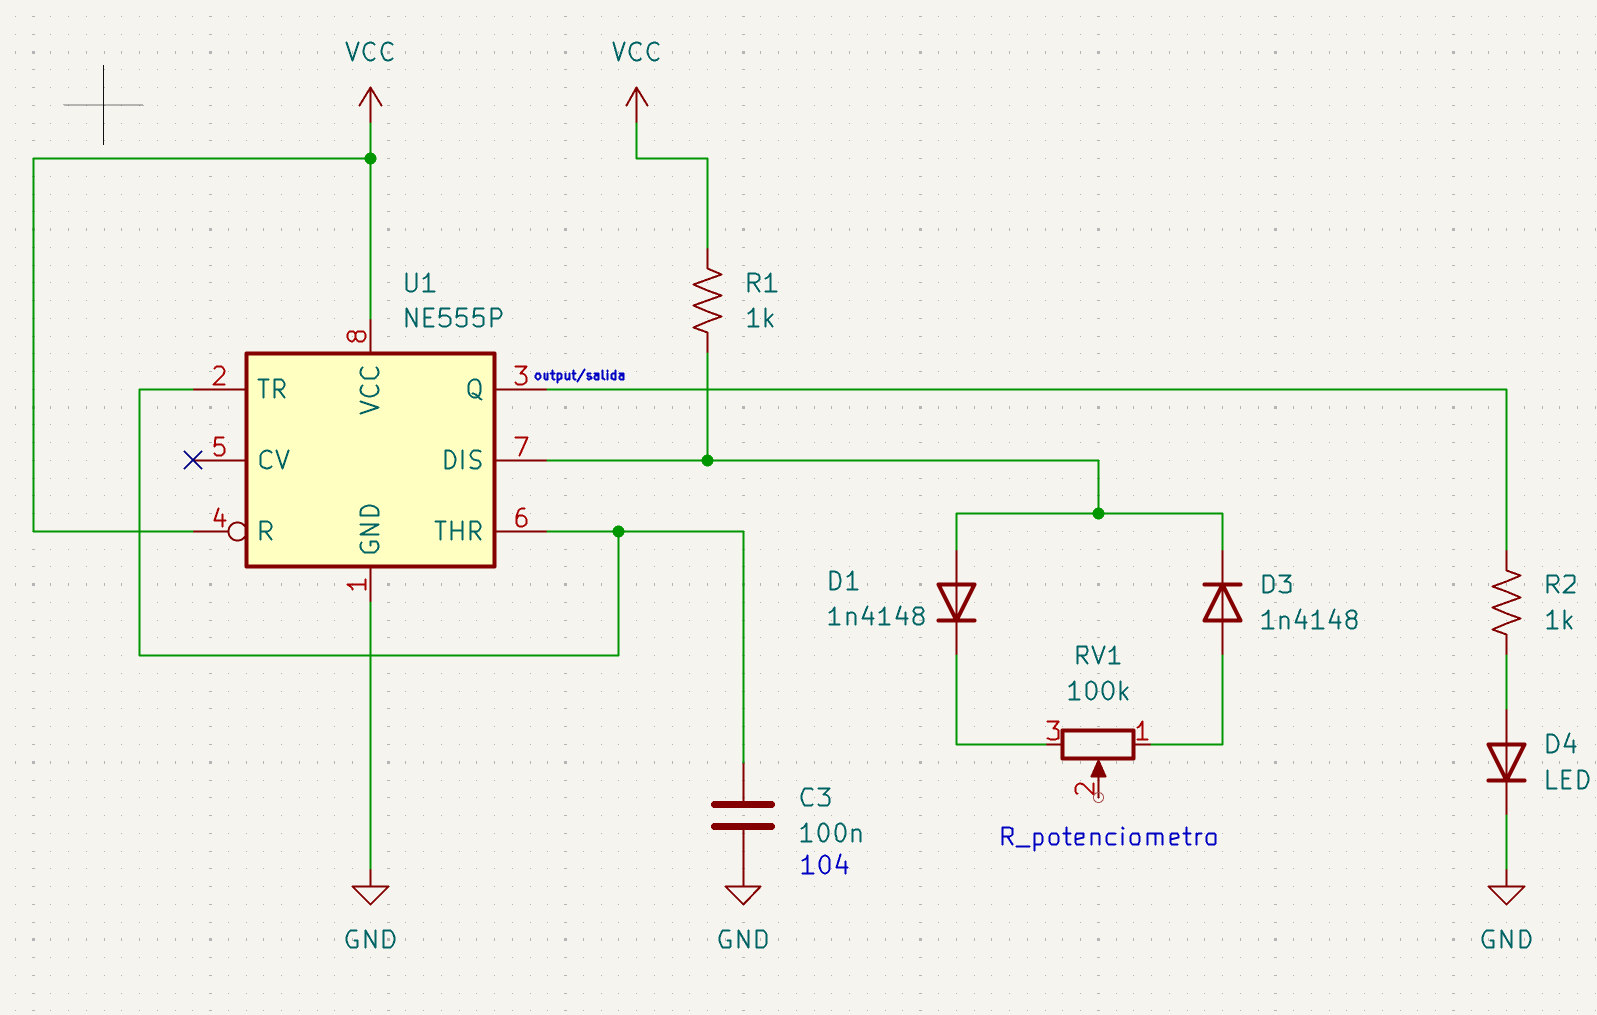 VCC
VCC
U1
NE555P
R1
1k
8
2
TR
VCC
Q
3
output/salida
5
CV
DIS
7
4
R
GND
THR
6
1
D1
1n4148
D3
1n4148
R2
1k
RV1
100k
3
1
2
R_potenciometro
D4
LED
C3
100n
104
GND
GND
GND